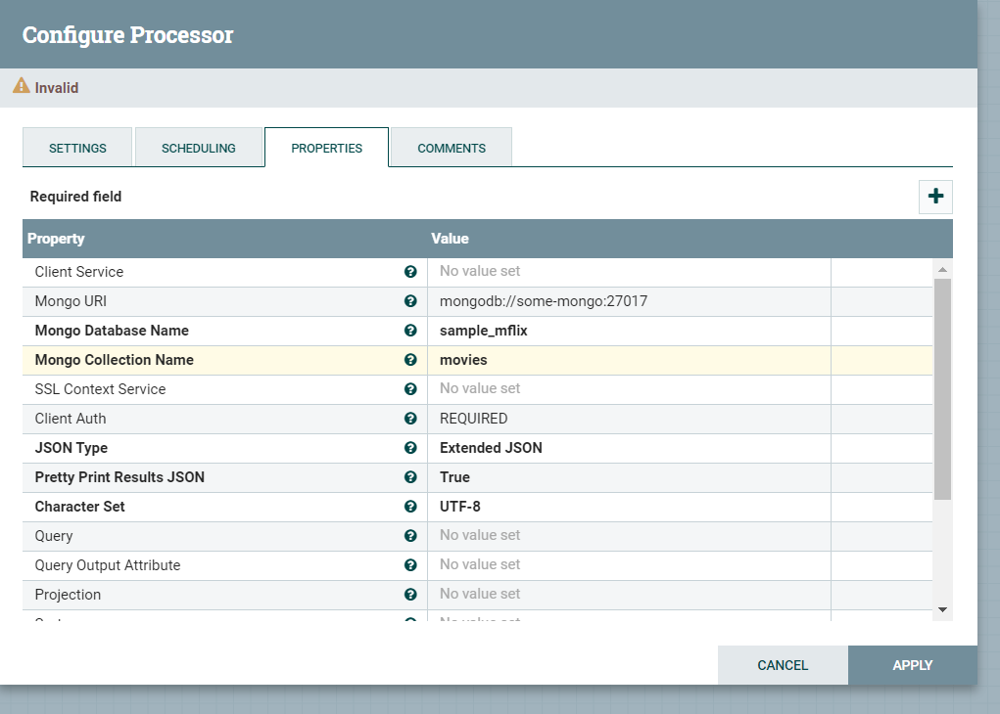 Configure Processor
Invalid
SETTINGS SCHEDULING PROPERTIES COMMENTS
Required field
Property Value
Client Service No value set
Mongo URI mongodb://some-mongo:27017
Mongo Database Name sample_mflix
Mongo Collection Name movies
SSL Context Service No value set
Client Auth REQUIRED
JSON Type Extended JSON
Pretty Print Results JSON True
Character Set UTF-8
Query No value set
Query Output Attribute No value set
Projection No value set
CANCEL APPLY